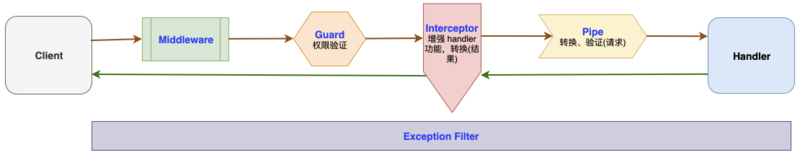 Client
Middleware
Guard
权限验证
Interceptor
增强 handler
功能，转换(结
果)
Pipe
转换、验证(请求)
Handler
Exception Filter